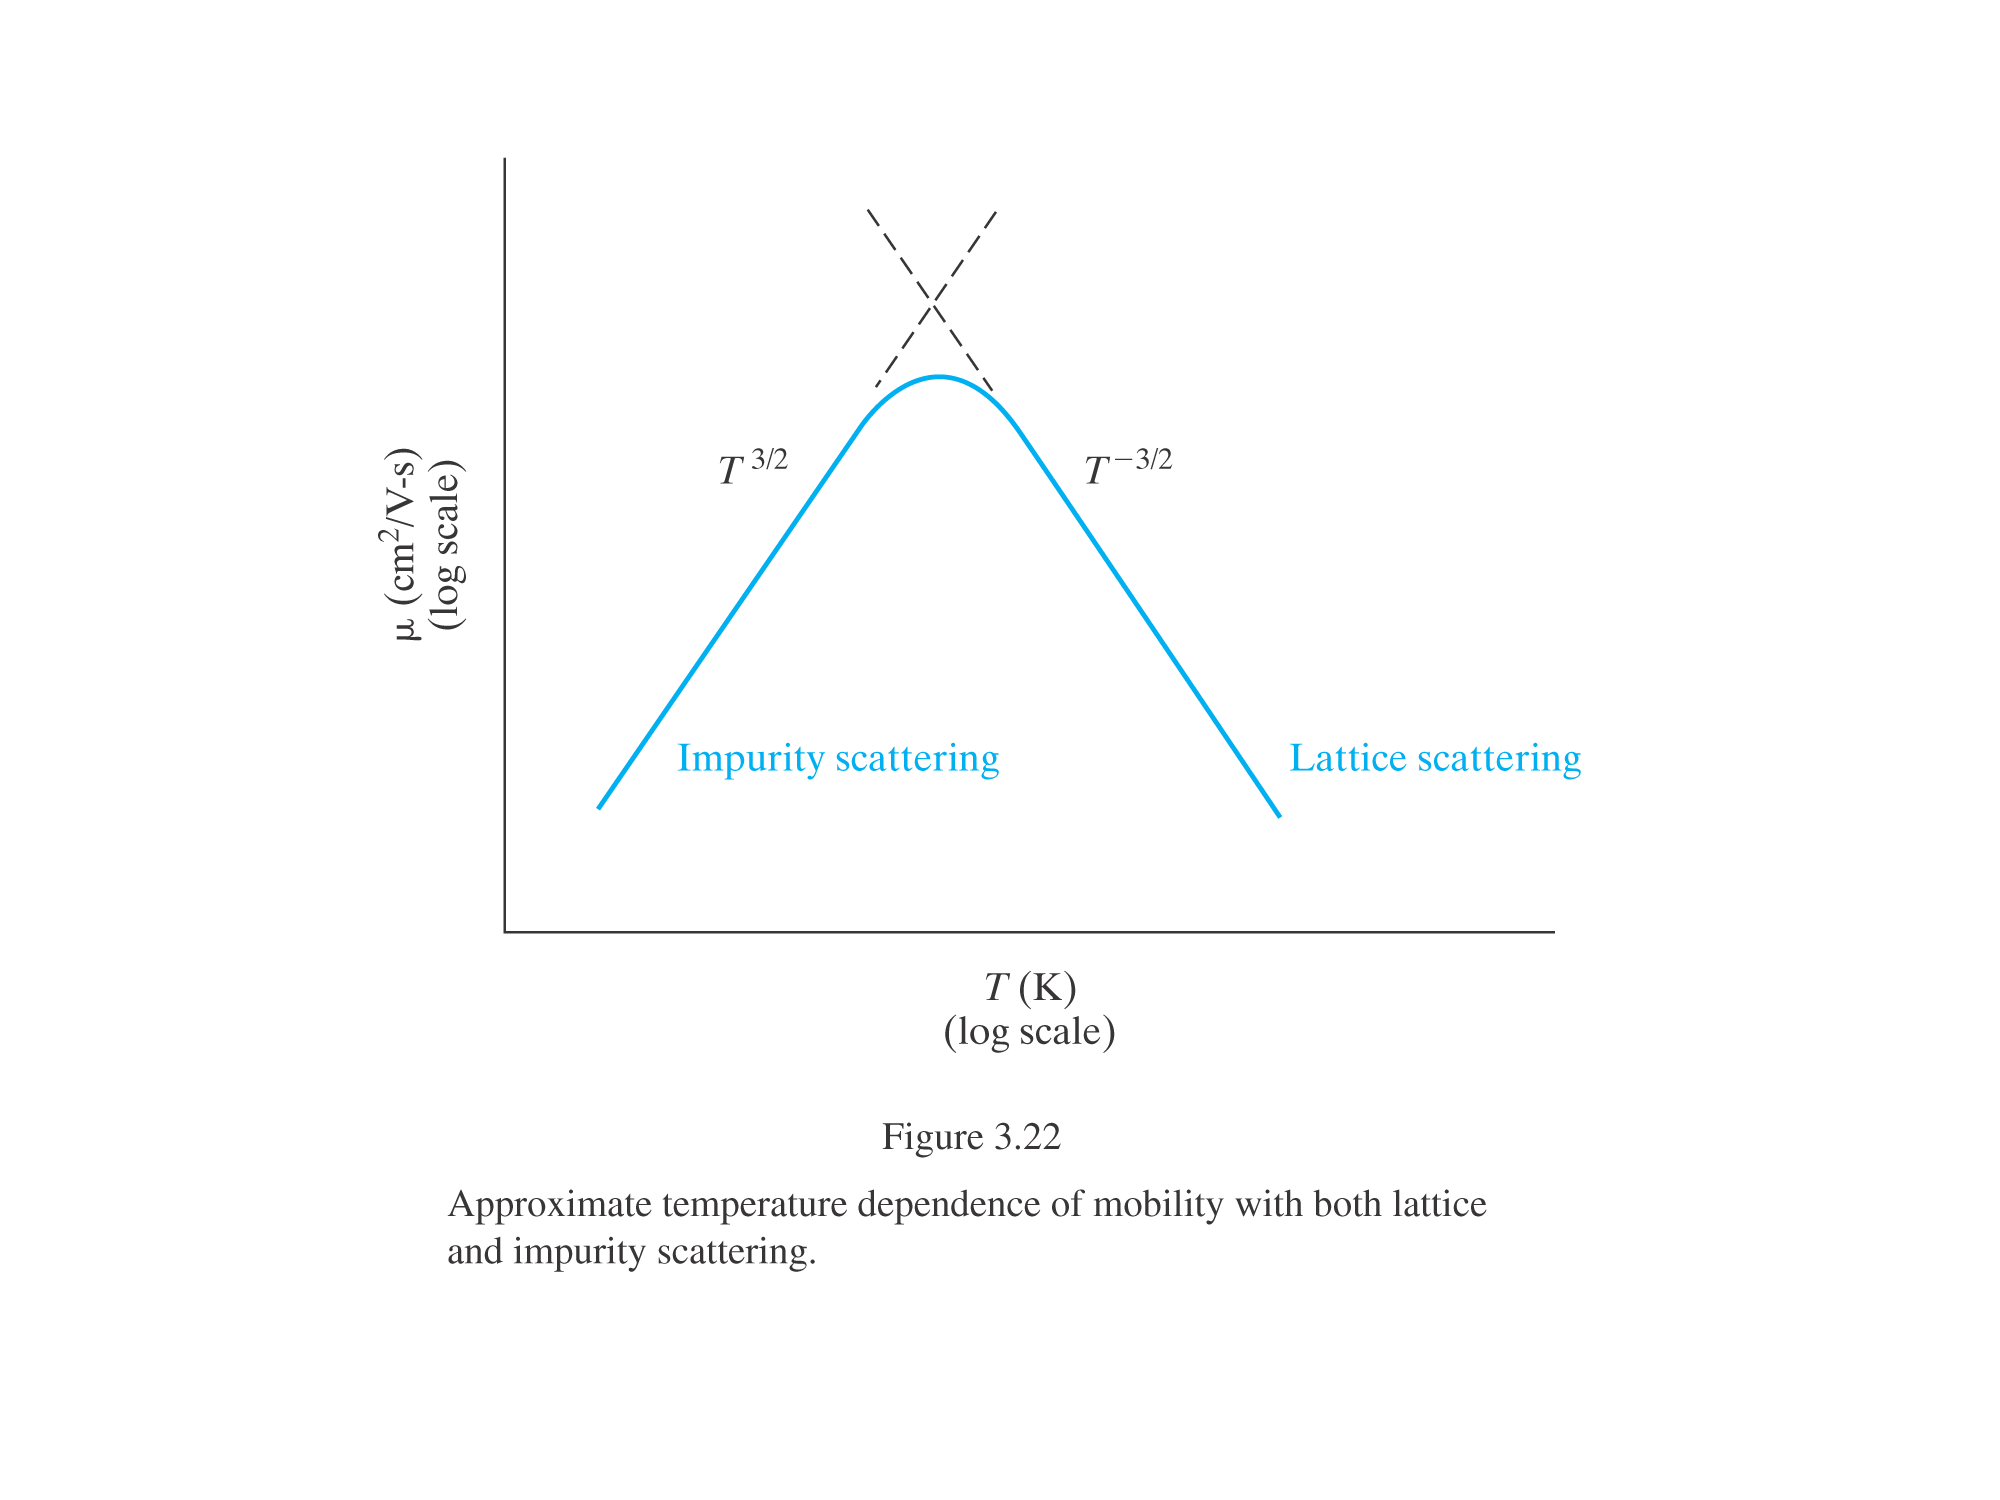 μ (cm²/V-s)
(log scale)
T ³/²
T⁻³/²
Impurity scattering
Lattice scattering
T (K)
(log scale)
Figure 3.22
Approximate temperature dependence of mobility with both lattice
and impurity scattering.